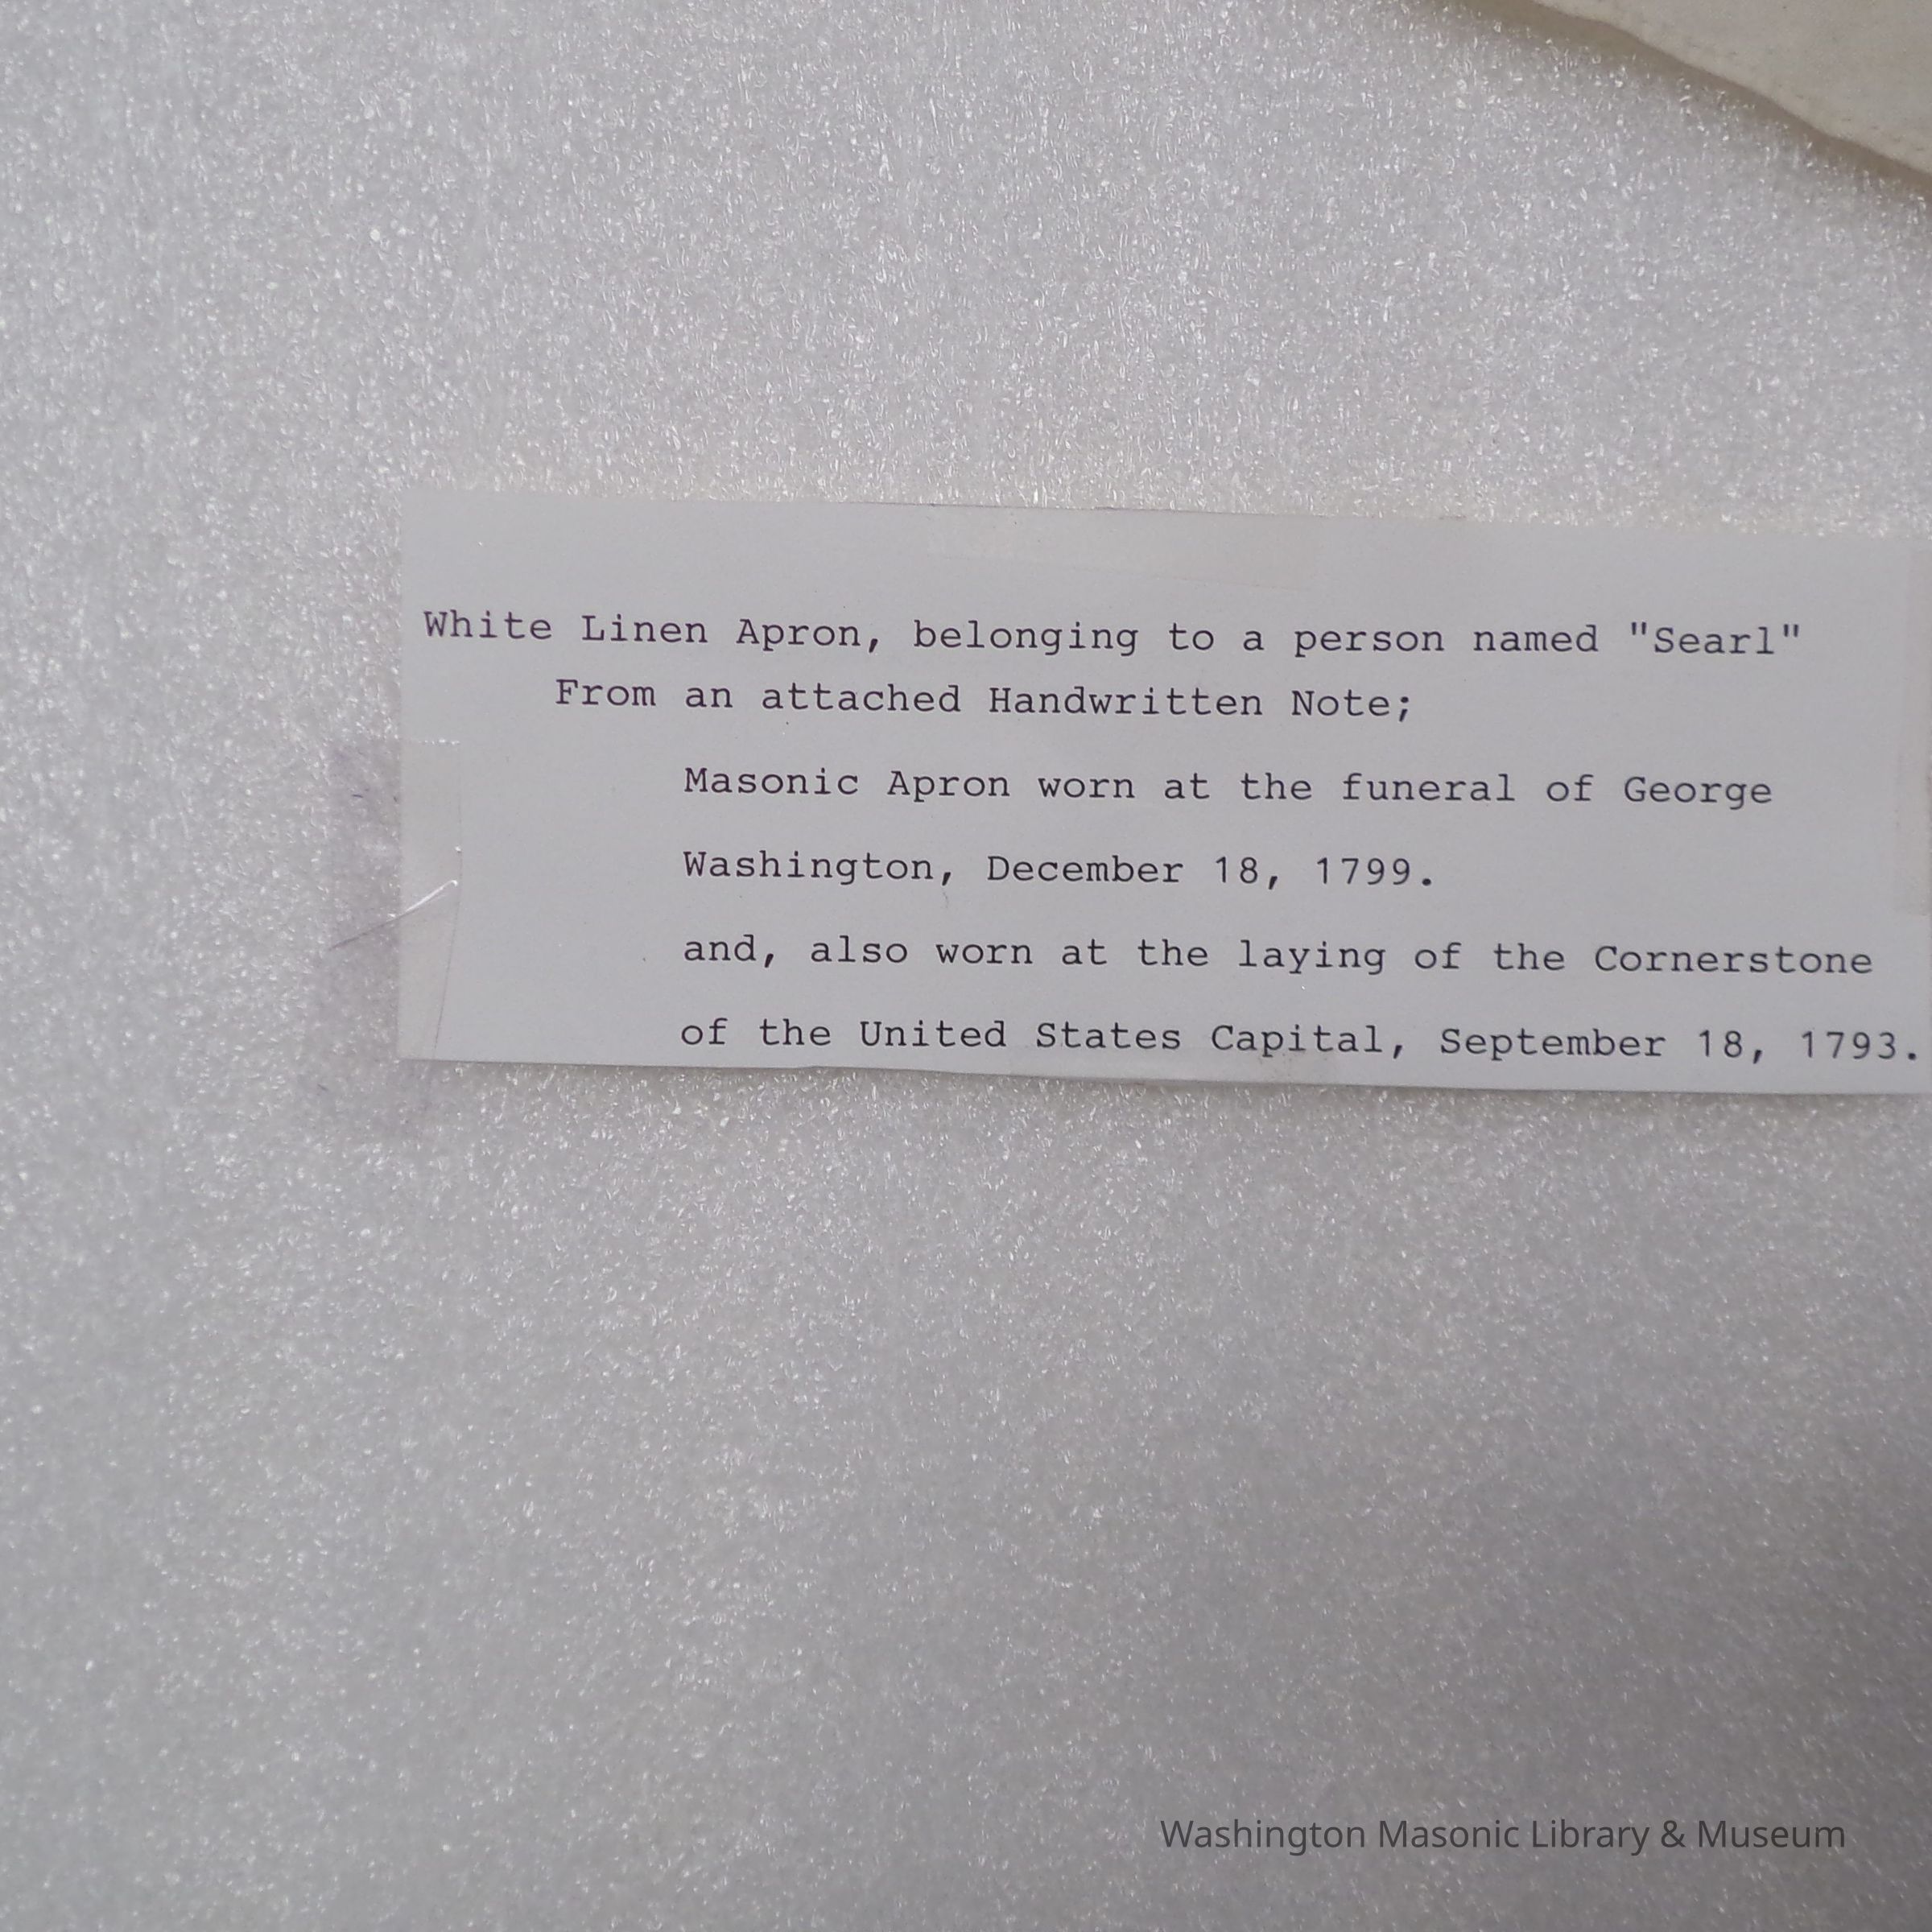 White Linen Apron, belonging to a person named "Searl"
From an attached Handwritten Note;
Masonic Apron worn at the funeral of George
Washington, December 18, 1799.
and, also worn at the laying of the Cornerstone
of the United States Capital, September 18, 1793.
Washington Masonic Library & Museum